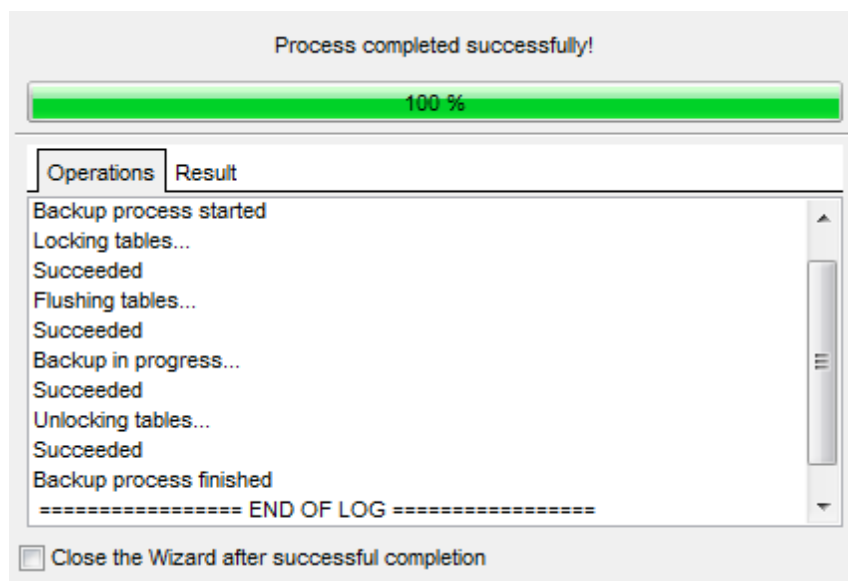 Process completed successfully!
100 %
Operations Result
Backup process started
Locking tables...
Succeeded
Flushing tables...
Succeeded
Backup in progress...
Succeeded
Unlocking tables...
Succeeded
Backup process finished
================= END OF LOG =================
Close the Wizard after successful completion